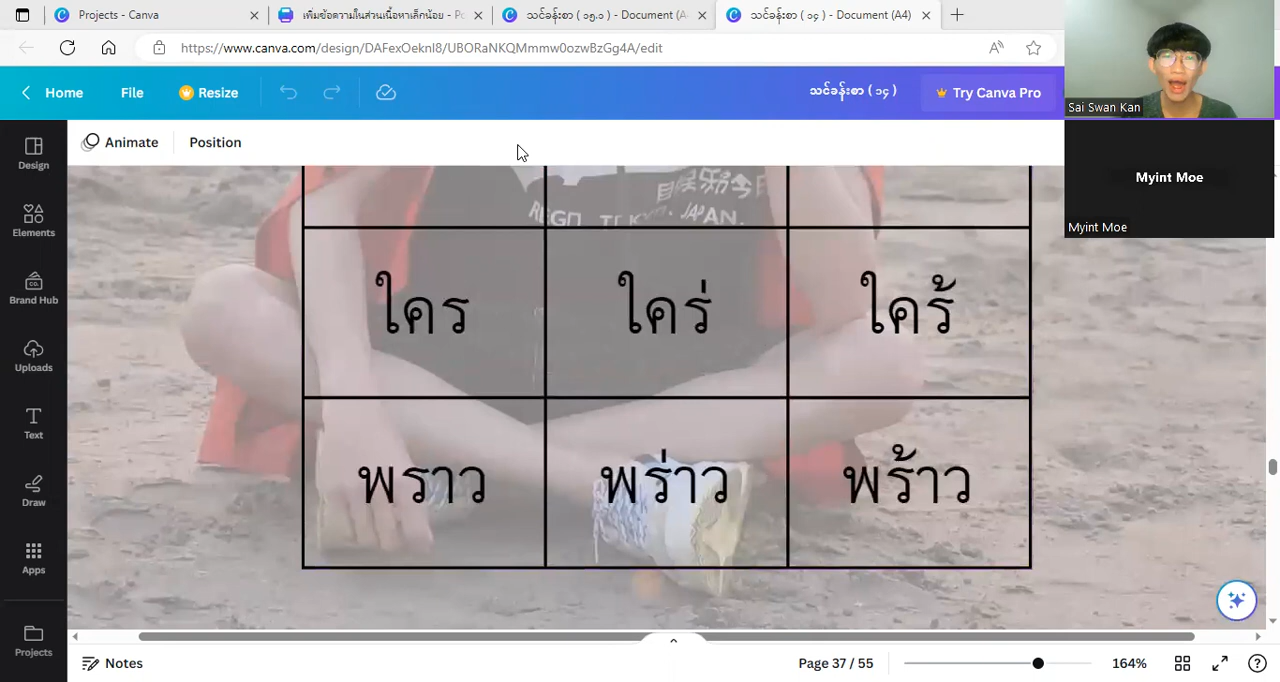 Projects - Canva
เพิ่มข้อความในส่วนเนื้อหาเล็กน้อย - Po
သင်ခန်းစာ ( ၁၅.၁ ) - Document (A
သင်ခန်းစာ ( ၁၄ ) - Document (A4)
https://www.canva.com/design/DAFexOeknI8/UBORaNKQMmmw0ozwBzGg4A/edit
Home
File
Resize
သင်ခန်းစာ ( ၁၄ )
Try Canva Pro
Sai Swan Kan
Animate
Position
Myint Moe
Myint Moe
Design
Elements
Brand Hub
Uploads
Text
Draw
Apps
Projects
TOKYO, JAPAN.
ใคร ใคร่ ใคร้
พราว พร่าว พร้าว
Notes
Page 37 / 55
164%